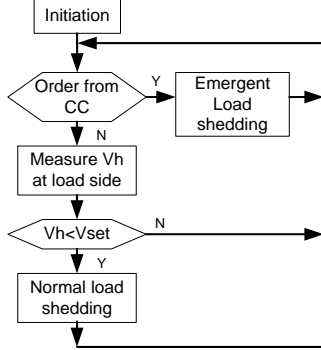 Initiation
Order from
CC
Y
Emergent
Load
shedding
N
Measure Vh
at load side
Vh<Vset
N
Y
Normal load
shedding